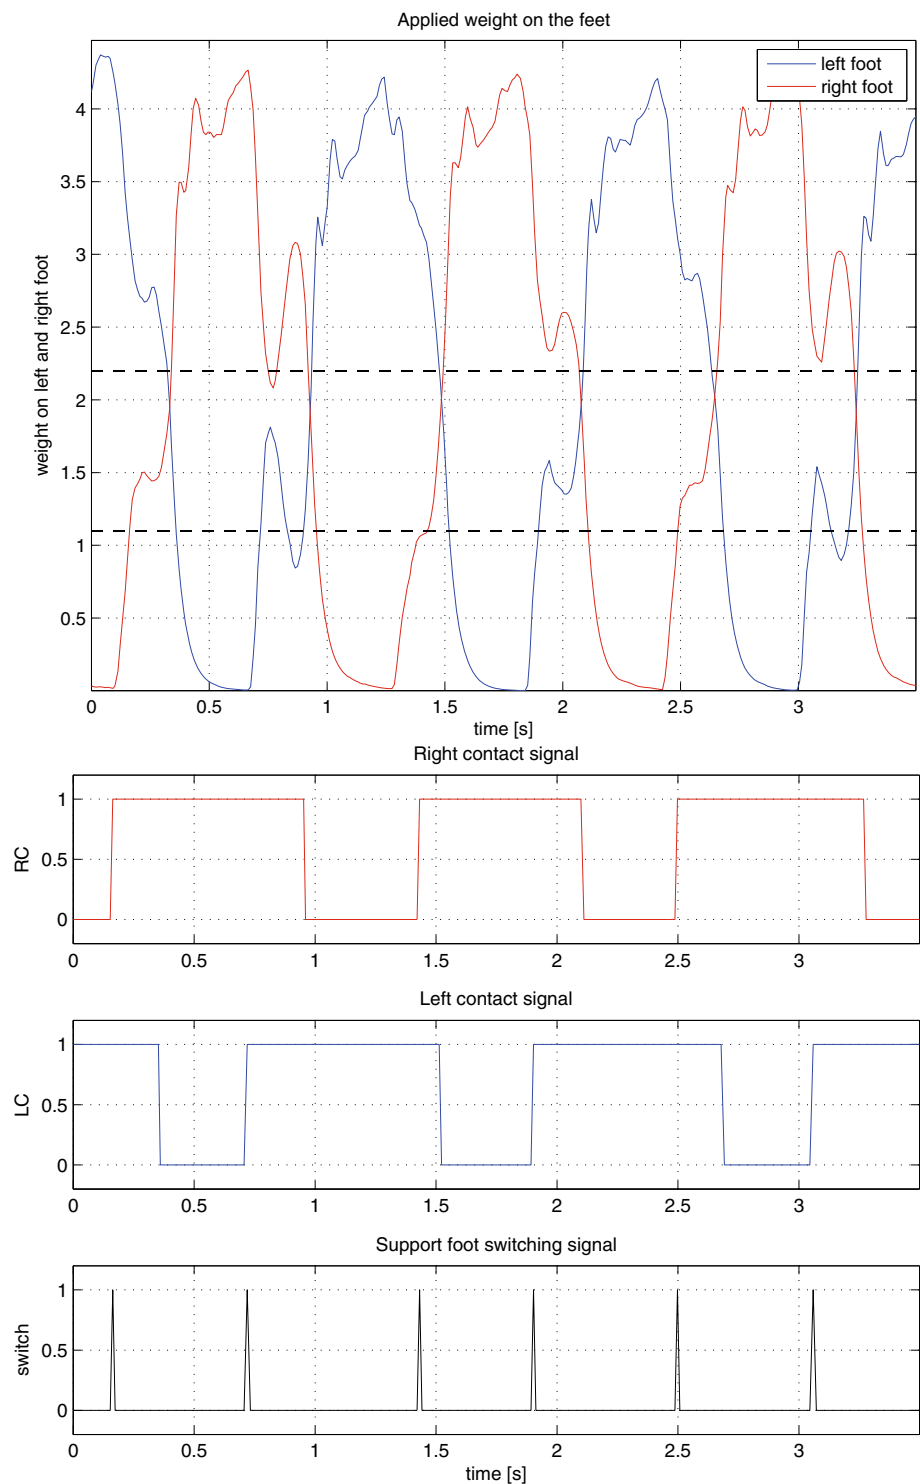 Applied weight on the feet
left foot
right foot
weight on left and right foot
4
3.5
3
2.5
2
1.5
1
0.5
0 0.5 1 1.5 2 2.5 3
time [s]
Right contact signal
RC
1
0.5
0
0 0.5 1 1.5 2 2.5 3
Left contact signal
LC
1
0.5
0
0 0.5 1 1.5 2 2.5 3
Support foot switching signal
switch
1
0.5
0
0 0.5 1 1.5 2 2.5 3
time [s]